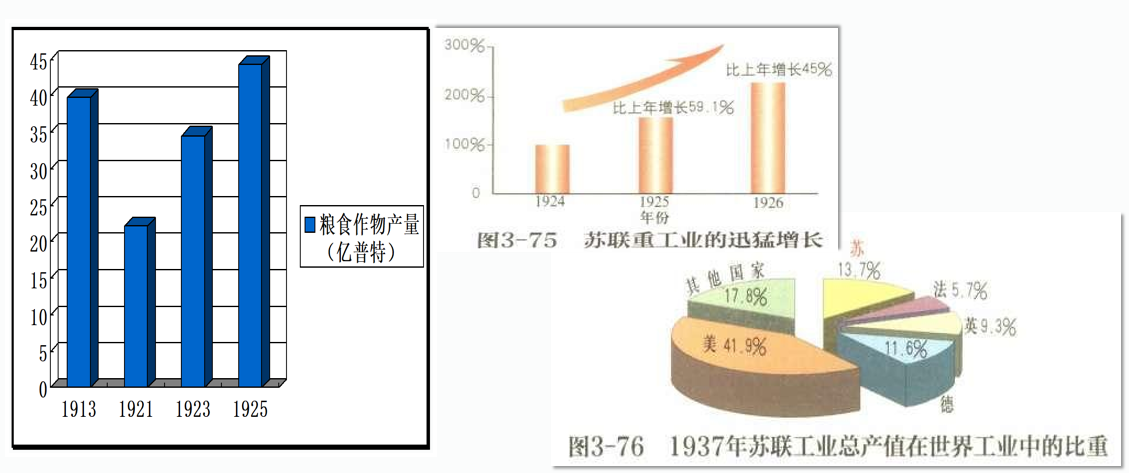 45
40
35
30
25
20
15
10
5
0
1913 1921 1923 1925
粮食作物产量
（亿普特）
300%
200%
100%
0
比上年增长59.1%
比上年增长45%
1924 1925 1926
年份
图3-75 苏联重工业的迅猛增长
苏
13.7%
法 5.7%
英 9.3%
11.6%
德
美 41.9%
其他国家
17.8%
图3-76 1937年苏联工业总产值在世界工业中的比重